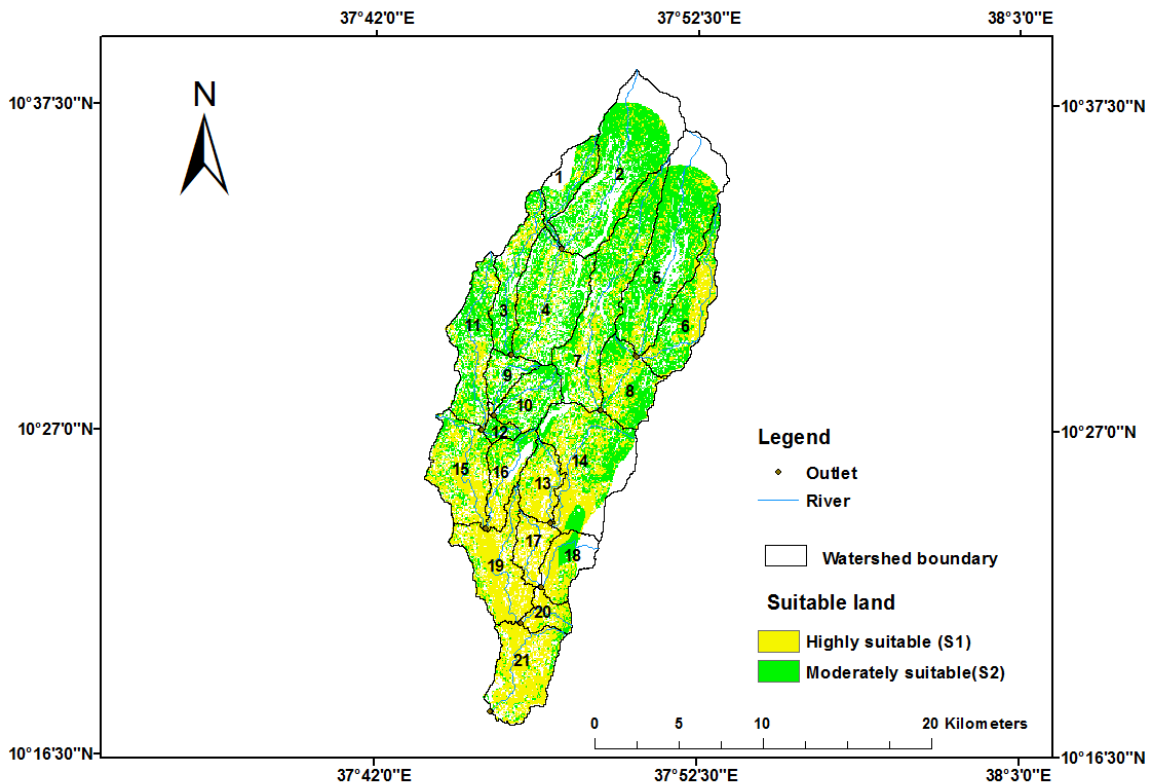 37°42'0"E 37°52'30"E 38°3'0"E
10°37'30"N 10°37'30"N
N
1
2
5
3
4
11
6
7
9
8
10
12
10°27'0"N 10°27'0"N
14
15
16
13
17
18
19
20
21
Legend
Outlet
River
Watershed boundary
Suitable land
Highly suitable (S1)
Moderately suitable(S2)
0 5 10 20 Kilometers
10°16'30"N 10°16'30"N
37°42'0"E 37°52'30"E 38°3'0"E